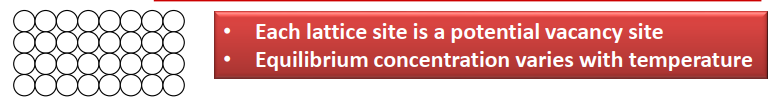 • Each lattice site is a potential vacancy site
• Equilibrium concentration varies with temperature